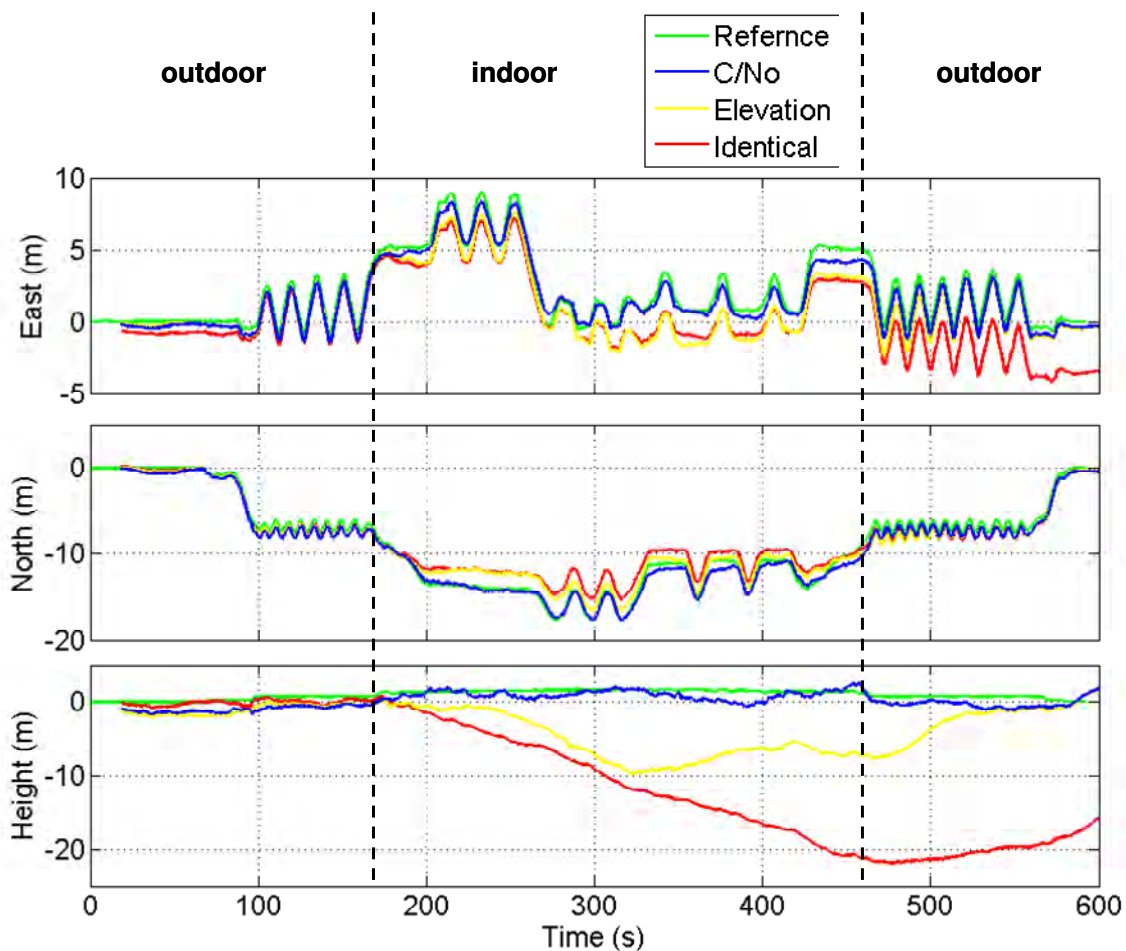 Refernce
C/No
Elevation
Identical
outdoor indoor outdoor
10
5
0
-5
East (m)
0
-10
-20
North (m)
0
-10
-20
Height (m)
0 100 200 300 400 500 600
Time (s)